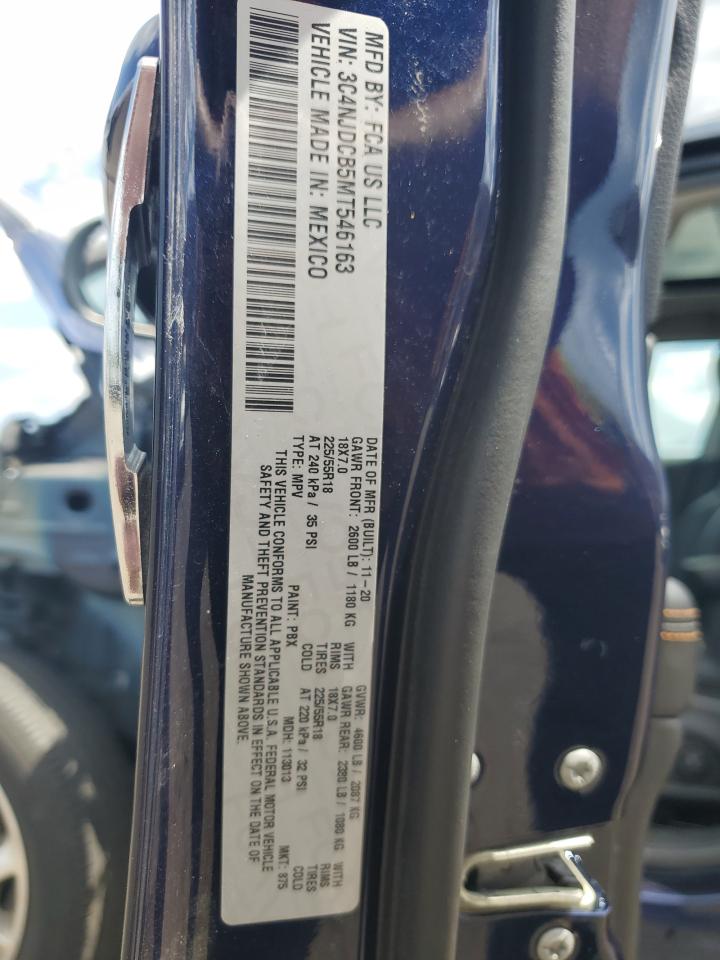 MFD BY: FCA US LLC
VIN: 3C4NJDCB5MT546163
VEHICLE MADE IN: MEXICO
DATE OF MFR (BUILT): 11-20 GVWR: 4600 LB / 2087 KG
GAWR FRONT: 2600 LB / 1180 KG WITH GAWR REAR: 2380 LB / 1080 KG WITH
18X7.0 RIMS 18X7.0 RIMS
225/55R18 TIRES 225/55R18 TIRES
AT 240 kPa / 35 PSI COLD AT 220 kPa / 32 PSI COLD
TYPE: MPV PAINT: PBX MDH: 113013 MKT: 875
THIS VEHICLE CONFORMS TO ALL APPLICABLE U.S.A. FEDERAL MOTOR VEHICLE
SAFETY AND THEFT PREVENTION STANDARDS IN EFFECT ON THE DATE OF
MANUFACTURE SHOWN ABOVE.